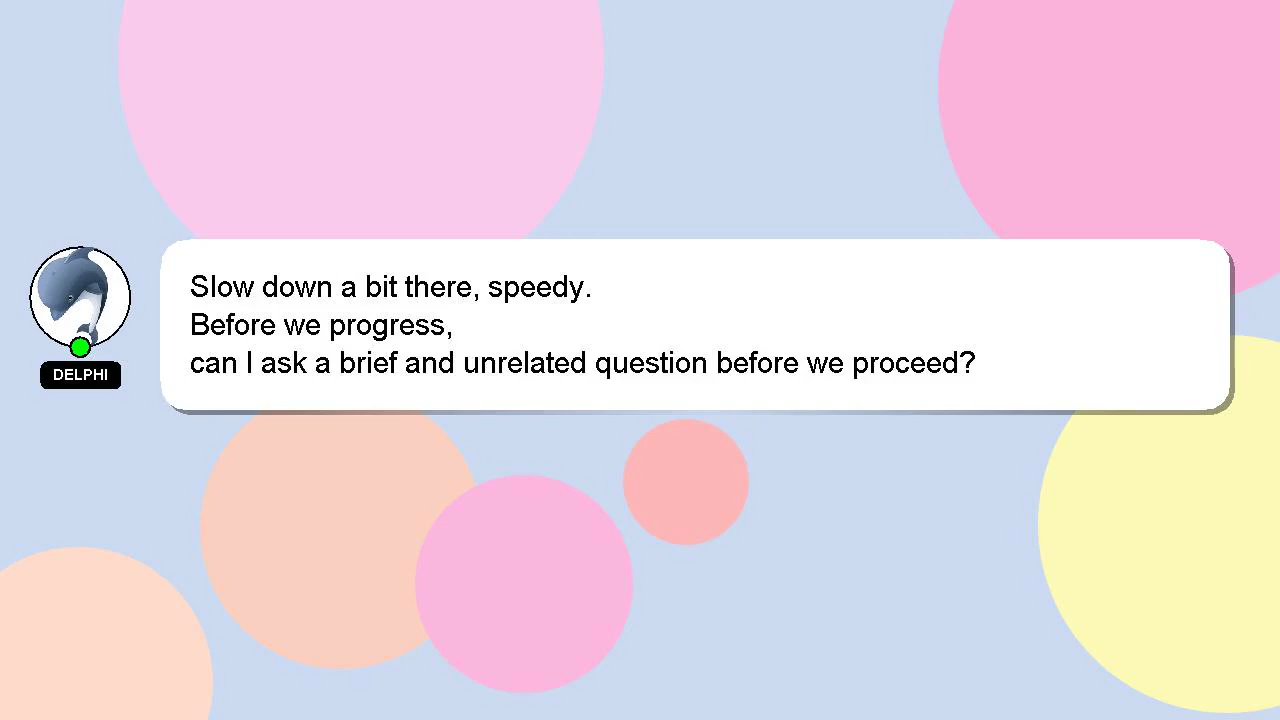 Slow down a bit there, speedy.
Before we progress,
can I ask a brief and unrelated question before we proceed?
DELPHI